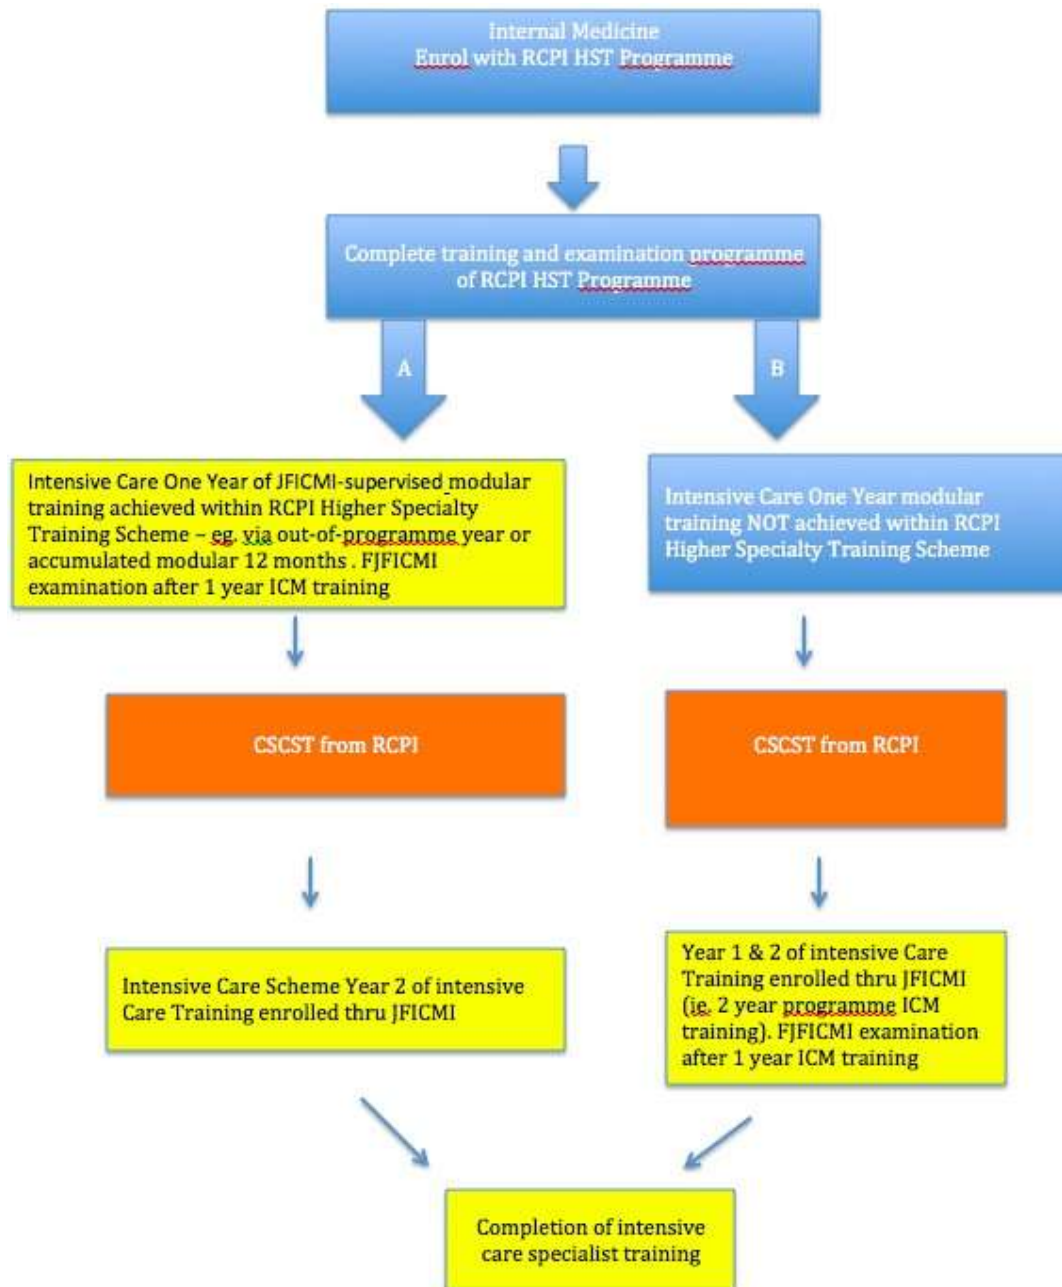 Internal Medicine
Enrol with RCPI HST Programme
Complete training and examination programme
of RCPI HST Programme
A
B
Intensive Care One Year of JFICMI-supervised modular
training achieved within RCPI Higher Specialty
Training Scheme – eg. via out-of-programme year or
accumulated modular 12 months . FJFICMI
examination after 1 year ICM training
Intensive Care One Year modular
training NOT achieved within RCPI
Higher Specialty Training Scheme
CSCST from RCPI
CSCST from RCPI
Intensive Care Scheme Year 2 of intensive
Care Training enrolled thru JFICMI
Year 1 & 2 of intensive Care
Training enrolled thru JFICMI
(ie. 2 year programme ICM
training). FJFICMI examination
after 1 year ICM training
Completion of intensive
care specialist training